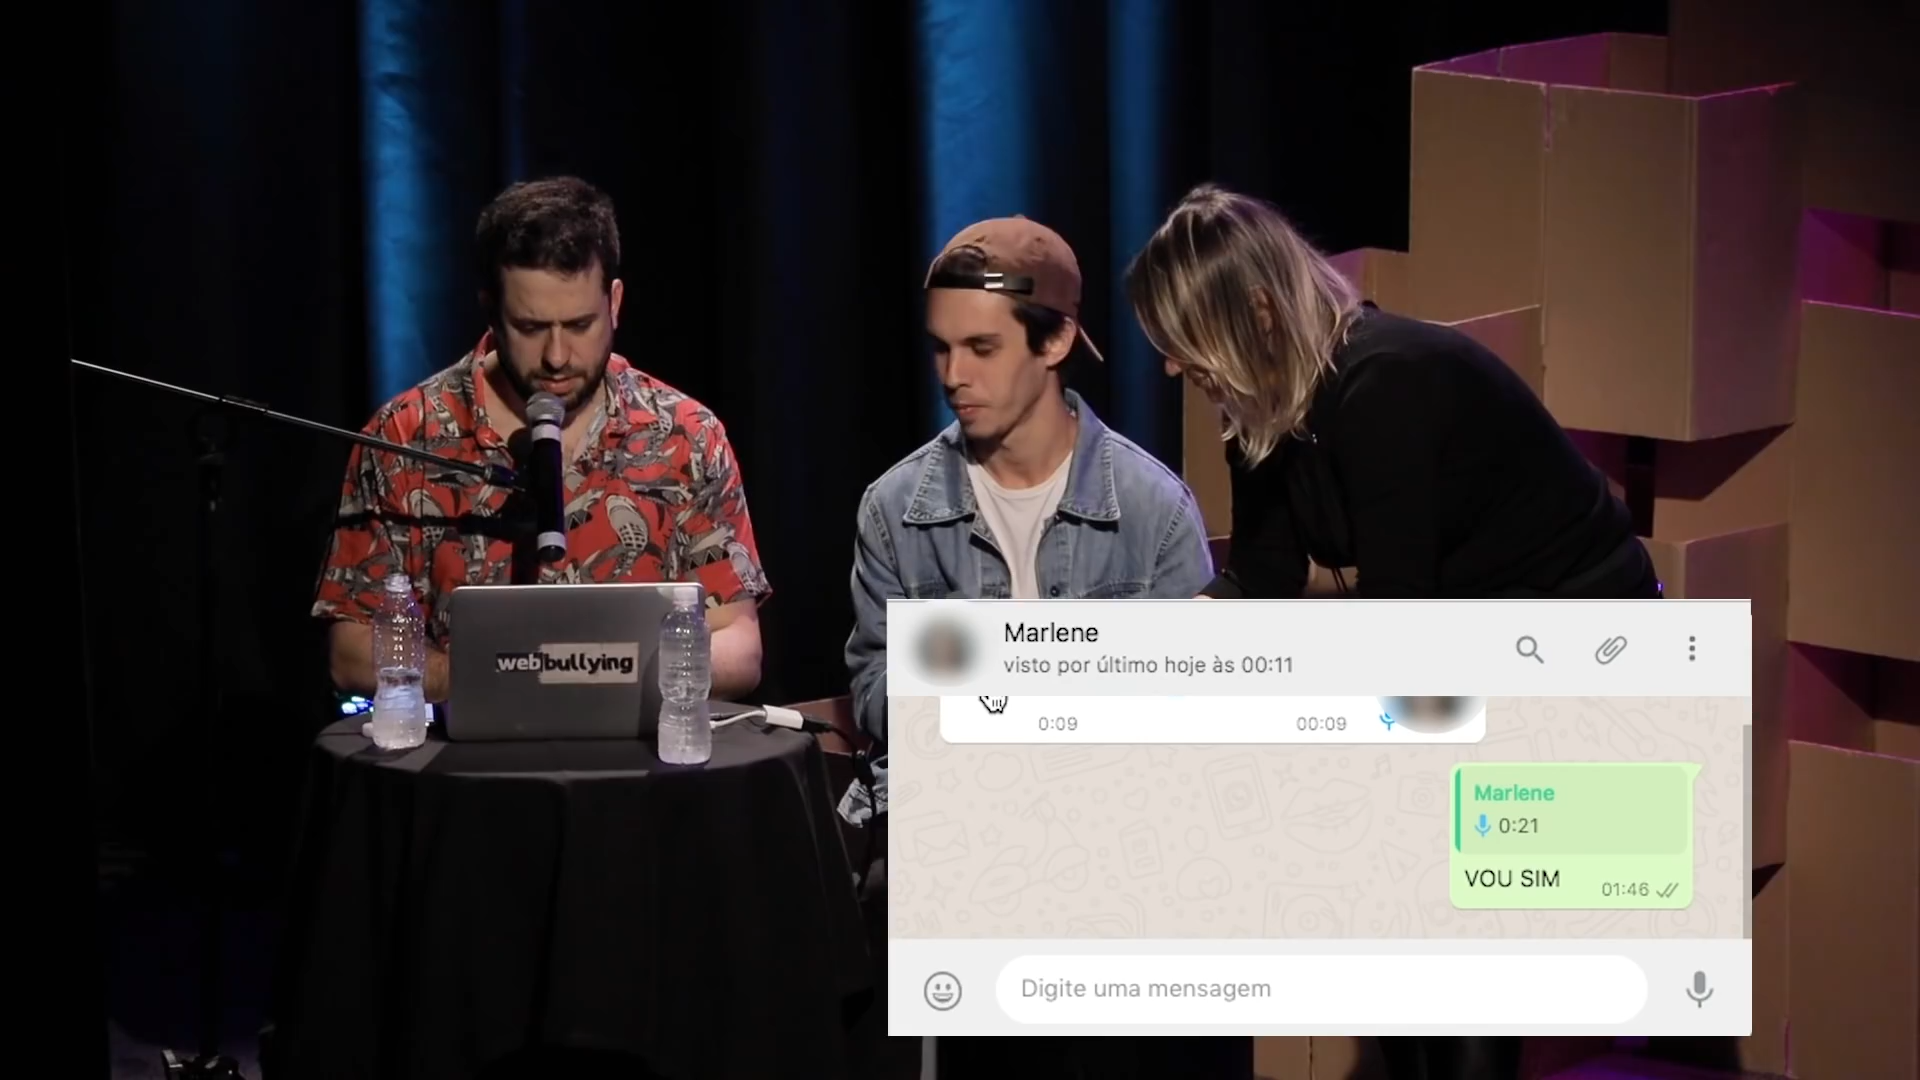 webbullying
Marlene
visto por último hoje às 00:11
0:09
00:09
Marlene
0:21
VOU SIM
01:46
Digite uma mensagem